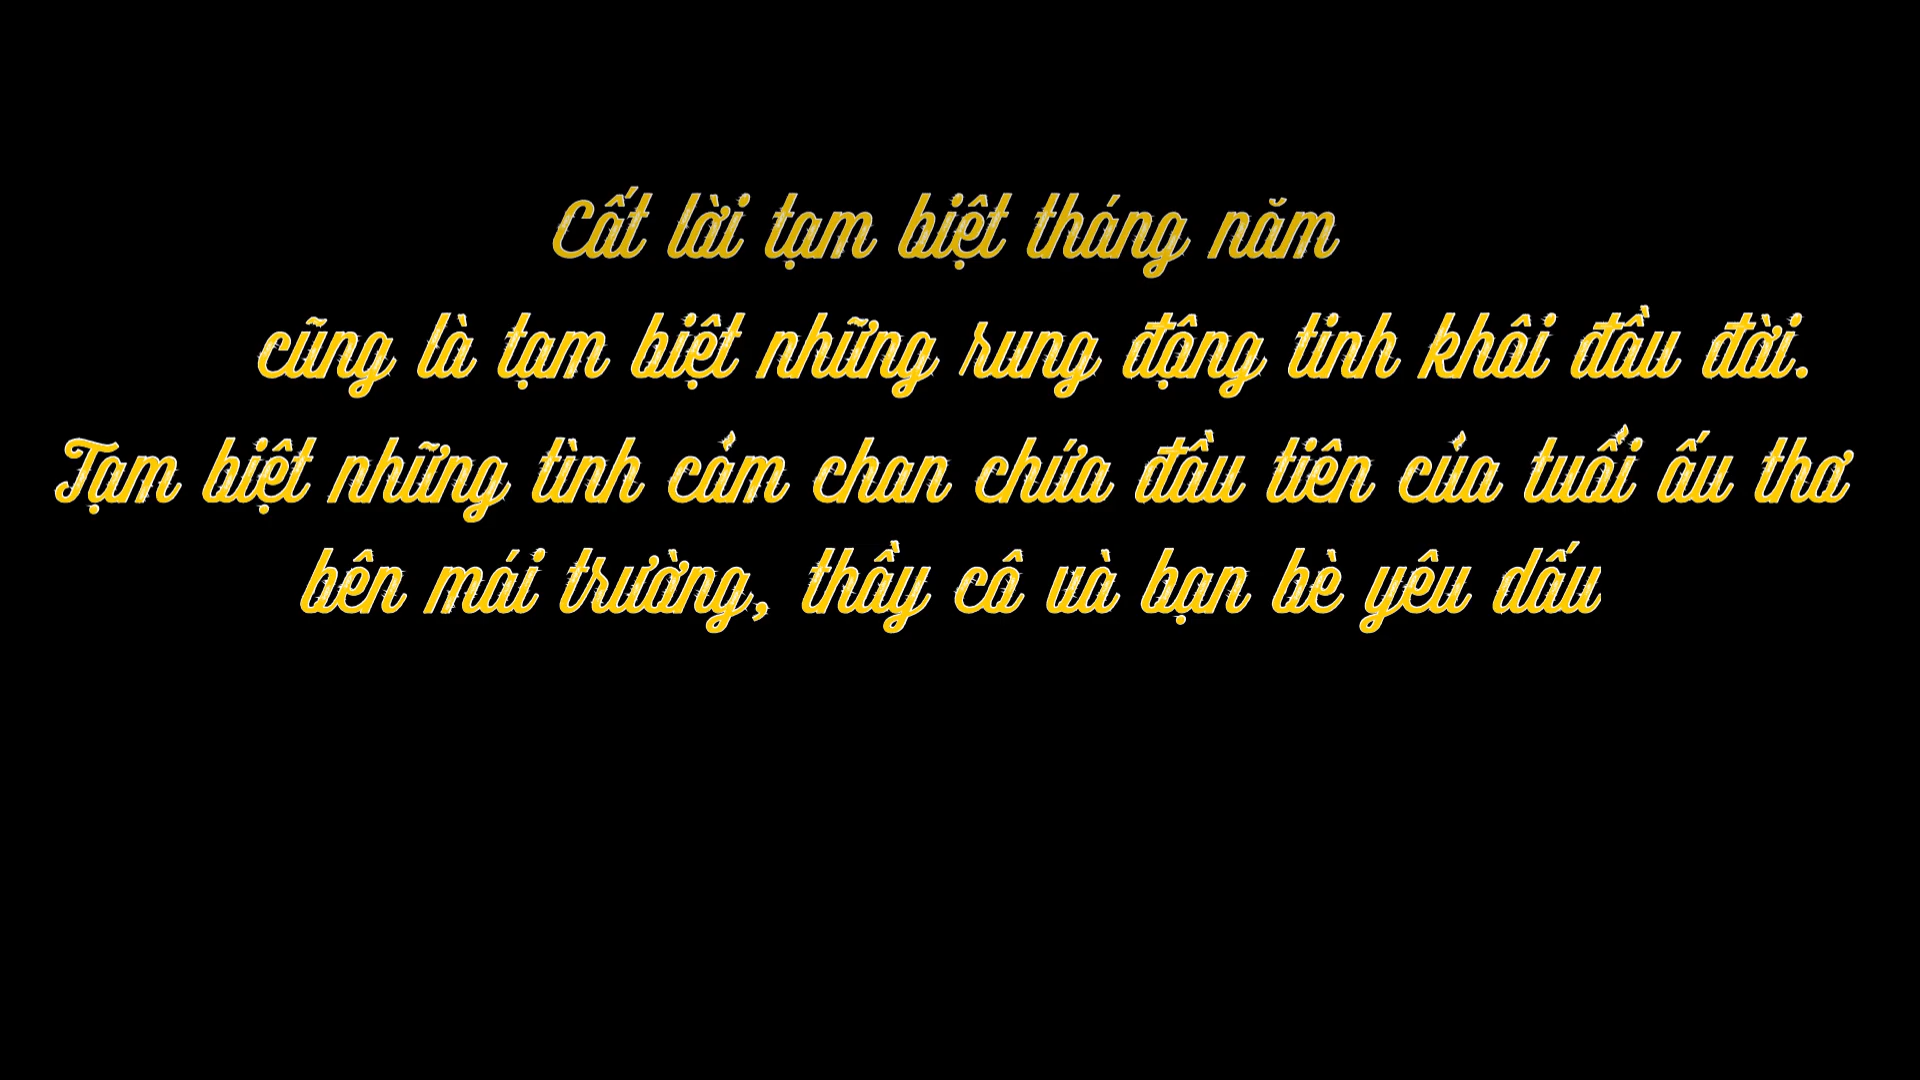 Cất lời tạm biệt tháng năm
cũng là tạm biệt những rung động tinh khôi đầu đời.
Tạm biệt những tình cảm chan chứa đầu tiên của tuổi ấu thơ
bên mái trường, thầy cô và bạn bè yêu dấu